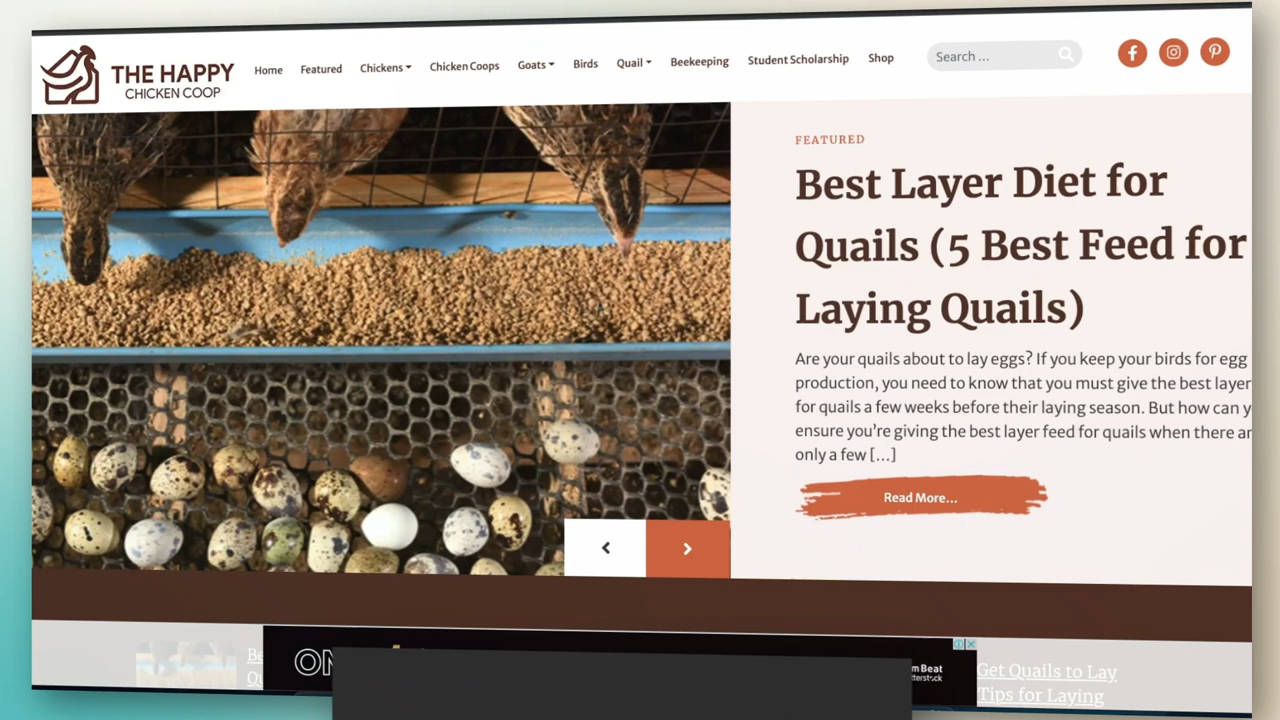 THE HAPPY
CHICKEN COOP
Home Featured Chickens Chicken Coops Goats Birds Quail Beekeeping Student Scholarship Shop
Search ...
FEATURED
Best Layer Diet for
Quails (5 Best Feed for
Laying Quails)
Are your quails about to lay eggs? If you keep your birds for egg
production, you need to know that you must give the best layer
for quails a few weeks before their laying season. But how can
ensure you’re giving the best layer feed for quails when there
only a few [...]
Read More...
Get Quails to Lay
Tips for Laying